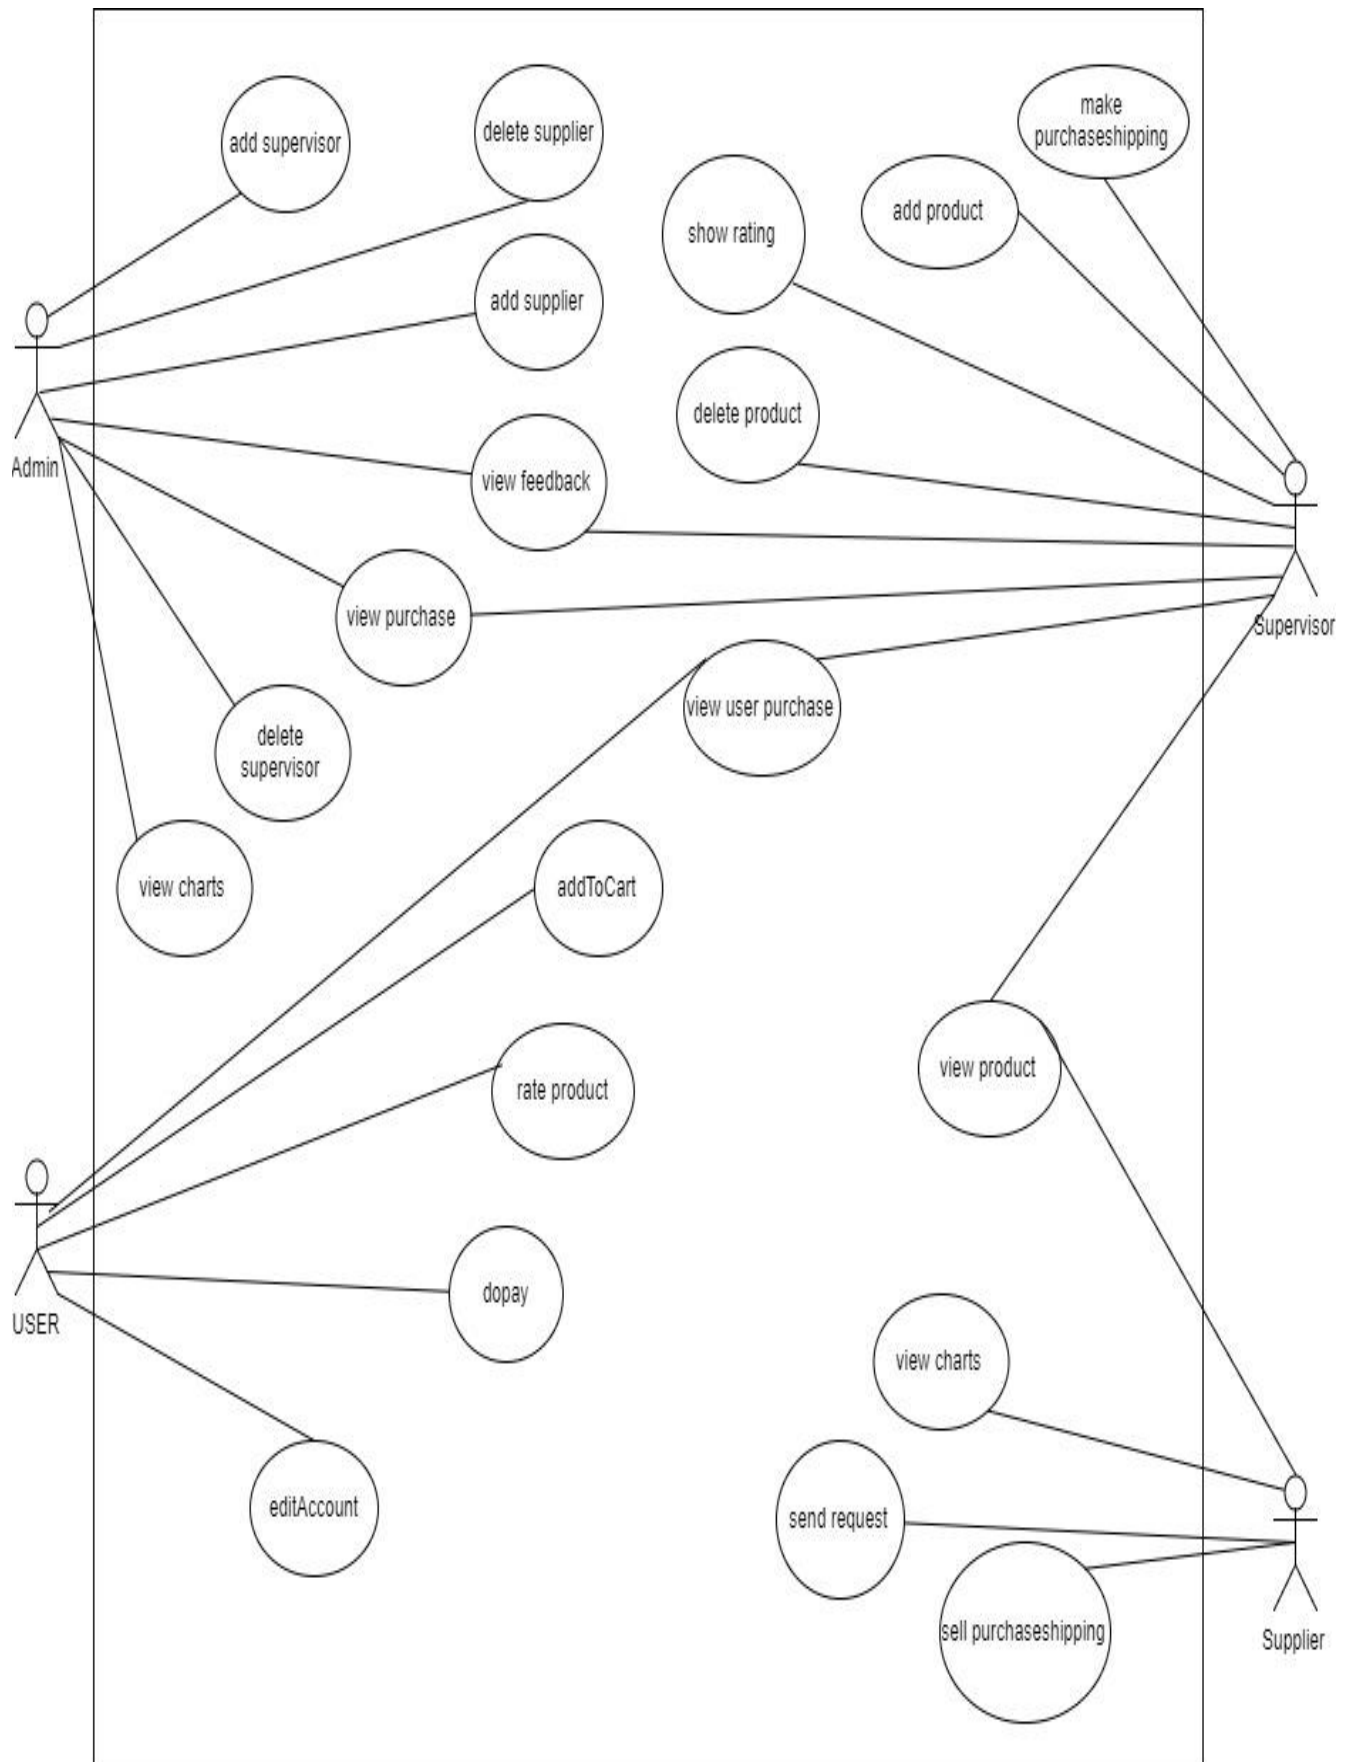 make
purchaseshipping
delete supplier
add supervisor
add product
show rating
add supplier
delete product
Admin
view feedback
view purchase
Supervisor
view user purchase
delete
supervisor
view charts
addToCart
view product
rate product
dopay
USER
view charts
editAccount
send request
sell purchaseshipping
Supplier